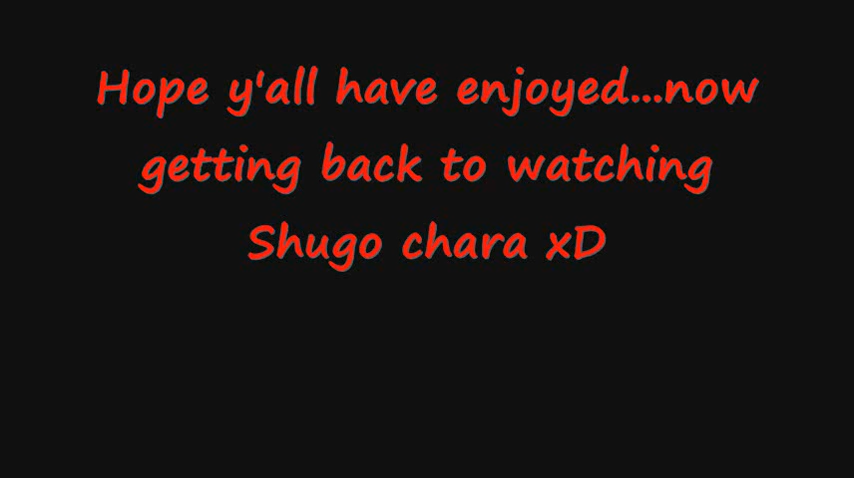 Hope y'all have enjoyed...now
getting back to watching
Shugo chara xD